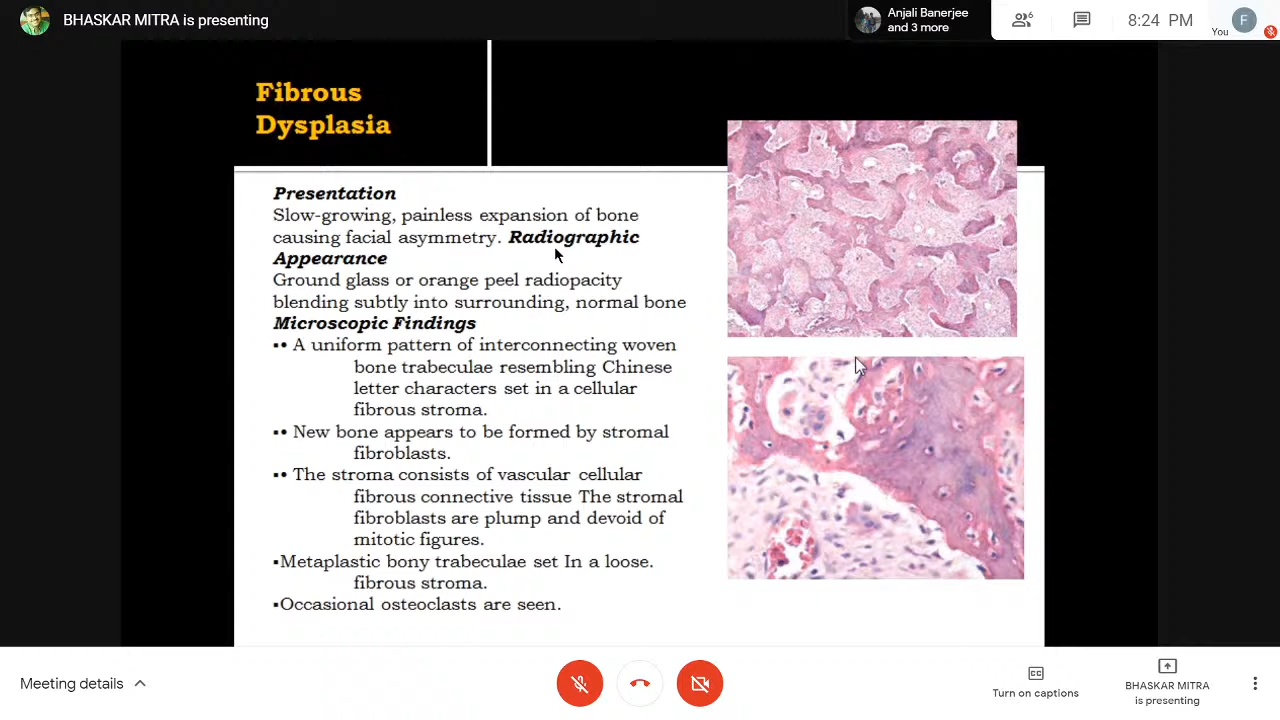 BHASKAR MITRA is presenting
Anjali Banerjee
and 3 more
6
8:24 PM
You
F
Fibrous
Dysplasia
Presentation
Slow-growing, painless expansion of bone
causing facial asymmetry. Radiographic
Appearance
Ground glass or orange peel radiopacity
blending subtly into surrounding, normal bone
Microscopic Findings
▪• A uniform pattern of interconnecting woven
bone trabeculae resembling Chinese
letter characters set in a cellular
fibrous stroma.
▪• New bone appears to be formed by stromal
fibroblasts.
▪• The stroma consists of vascular cellular
fibrous connective tissue The stromal
fibroblasts are plump and devoid of
mitotic figures.
▪Metaplastic bony trabeculae set In a loose.
fibrous stroma.
▪Occasional osteoclasts are seen.
Meeting details
CC
Turn on captions
BHASKAR MITRA
is presenting